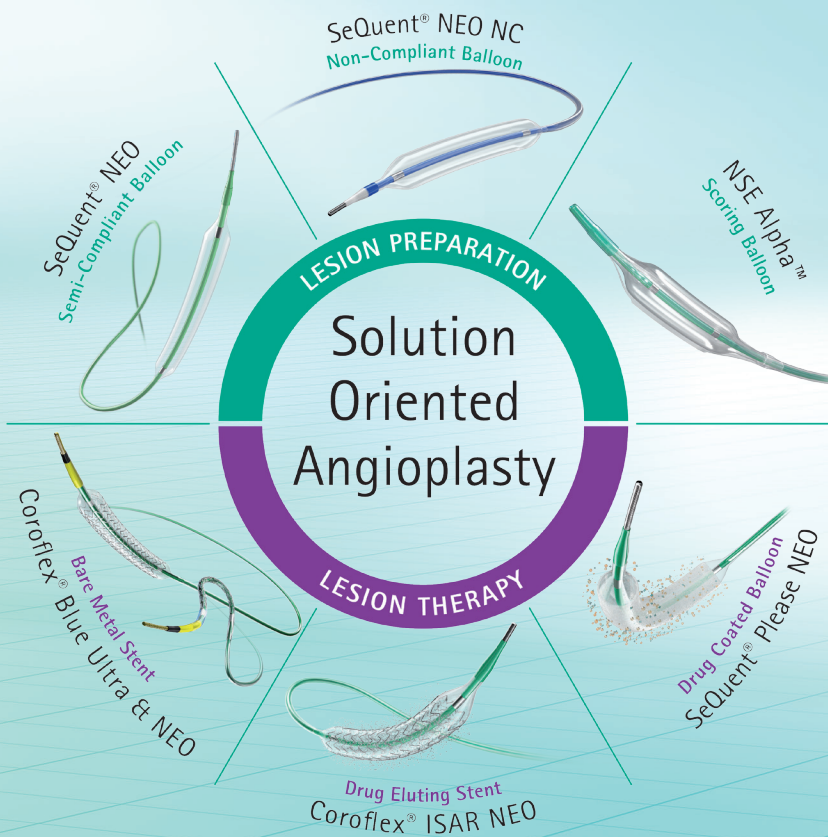 SeQuent® NEO NC
Non-Compliant Balloon
SeQuent® NEO
Semi-Compliant Balloon
NSE Alpha™
Scoring Balloon
LESION PREPARATION
Solution
Oriented
Angioplasty
LESION THERAPY
Bare Metal Stent
Coroflex® Blue Ultra & NEO
Drug Coated Balloon
SeQuent® Please NEO
Drug Eluting Stent
Coroflex® ISAR NEO